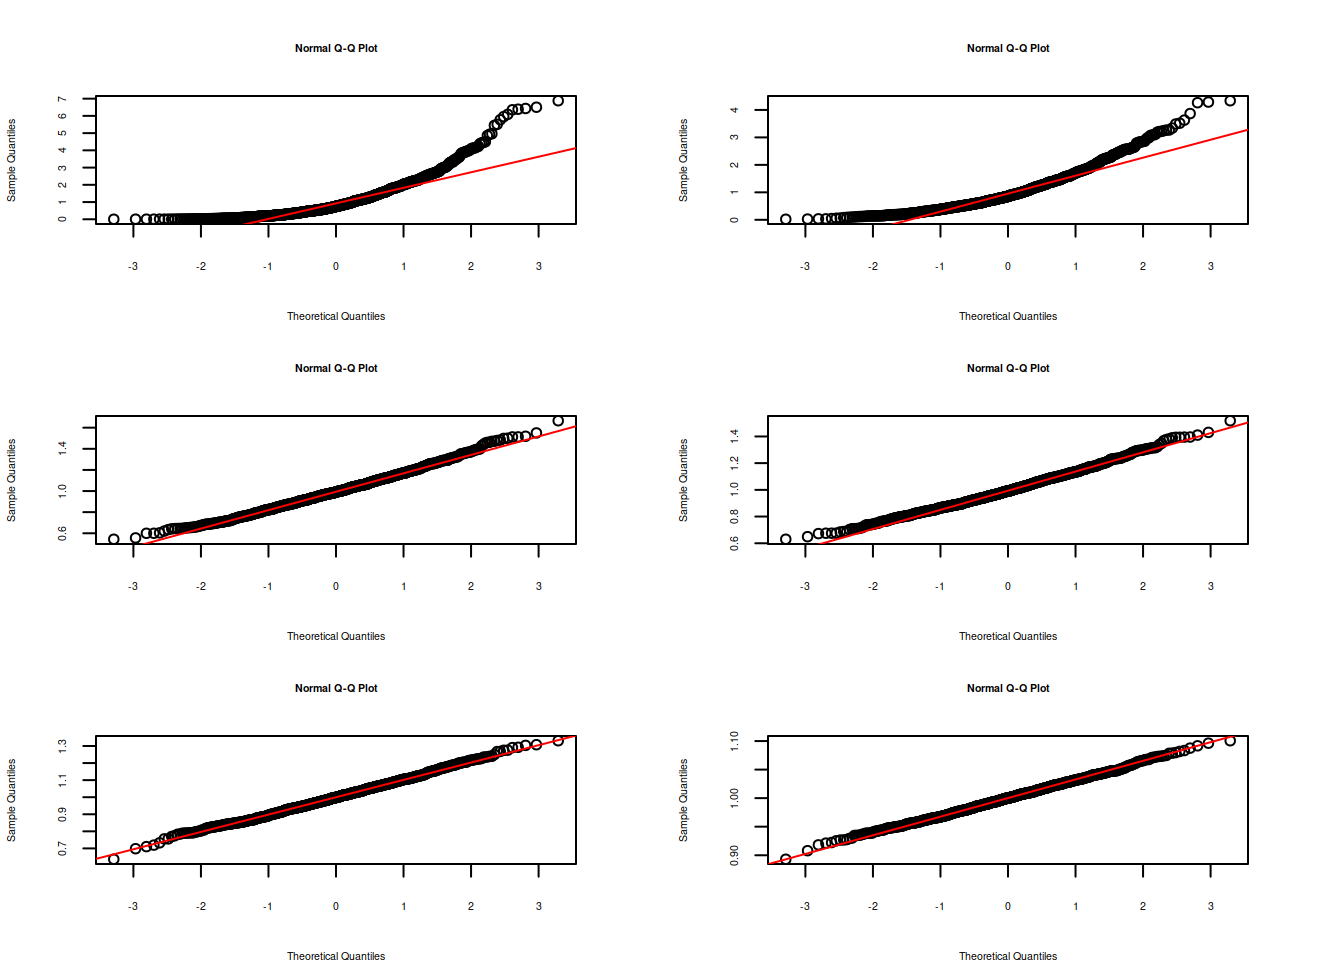 Normal Q-Q Plot
Sample Quantiles
0 1 2 3 4 5 6 7
-3 -2 -1 0 1 2 3
Theoretical Quantiles
Normal Q-Q Plot
Sample Quantiles
0 1 2 3 4
-3 -2 -1 0 1 2 3
Theoretical Quantiles
Normal Q-Q Plot
Sample Quantiles
0.6 1.0 1.4
-3 -2 -1 0 1 2 3
Theoretical Quantiles
Normal Q-Q Plot
Sample Quantiles
0.6 0.8 1.0 1.2 1.4
-3 -2 -1 0 1 2 3
Theoretical Quantiles
Normal Q-Q Plot
Sample Quantiles
0.7 0.9 1.1 1.3
-3 -2 -1 0 1 2 3
Theoretical Quantiles
Normal Q-Q Plot
Sample Quantiles
0.90 1.00 1.10
-3 -2 -1 0 1 2 3
Theoretical Quantiles